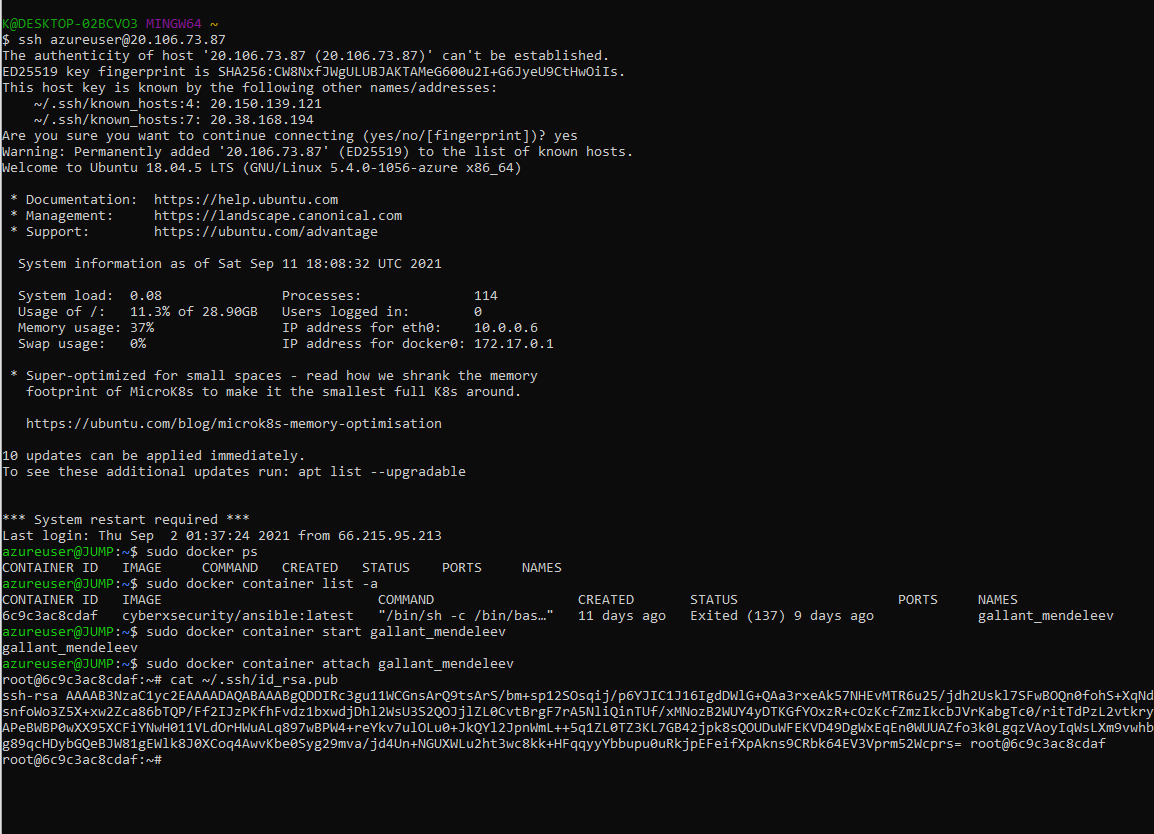 K@DESKTOP-02BCVO3 MINGW64 ~
$ ssh azureuser@20.106.73.87
The authenticity of host '20.106.73.87 (20.106.73.87)' can't be established.
ED25519 key fingerprint is SHA256:CW8NxfJWgULUBJAKTAMeG600u2I+G6JyeU9CtHwOiIs.
This host key is known by the following other names/addresses:
    ~/.ssh/known_hosts:4: 20.150.139.121
    ~/.ssh/known_hosts:7: 20.38.168.194
Are you sure you want to continue connecting (yes/no/[fingerprint])? yes
Warning: Permanently added '20.106.73.87' (ED25519) to the list of known hosts.
Welcome to Ubuntu 18.04.5 LTS (GNU/Linux 5.4.0-1056-azure x86_64)
 * Documentation:  https://help.ubuntu.com
 * Management:     https://landscape.canonical.com
 * Support:        https://ubuntu.com/advantage
  System information as of Sat Sep 11 18:08:32 UTC 2021
  System load:  0.08               Processes:              114
  Usage of /:   11.3% of 28.90GB   Users logged in:        0
  Memory usage: 37%                IP address for eth0:    10.0.0.6
  Swap usage:   0%                 IP address for docker0: 172.17.0.1
 * Super-optimized for small spaces - read how we shrank the memory
   footprint of MicroK8s to make it the smallest full K8s around.
   https://ubuntu.com/blog/microk8s-memory-optimisation
10 updates can be applied immediately.
To see these additional updates run: apt list --upgradable
*** System restart required ***
Last login: Thu Sep  2 01:37:24 2021 from 66.215.95.213
azureuser@JUMP:~$ sudo docker ps
CONTAINER ID   IMAGE     COMMAND   CREATED   STATUS    PORTS     NAMES
azureuser@JUMP:~$ sudo docker container list -a
CONTAINER ID   IMAGE                           COMMAND                  CREATED       STATUS                    PORTS     NAMES
6c9c3ac8cdaf   cyberxsecurity/ansible:latest   "/bin/sh -c /bin/bas…"   11 days ago   Exited (137) 9 days ago             gallant_mendeleev
azureuser@JUMP:~$ sudo docker container start gallant_mendeleev
gallant_mendeleev
azureuser@JUMP:~$ sudo docker container attach gallant_mendeleev
root@6c9c3ac8cdaf:~# cat ~/.ssh/id_rsa.pub
ssh-rsa AAAAB3NzaC1yc2EAAAADAQABAAABgQDDIRc3gu11WCGnsArQ9tsArS/bm+sp12SOsqij/p6YJIC1J16IgdDWlG+QAa3rxeAk57NHEvMTR6u25/jdh2Uskl7SFwBOQn0fohS+XqNd
snfoWo3Z5X+xw2Zca86bTQP/Ff2IJzPKfhFvdz1bxwdjDhl2WsU3S2QOJjlZL0CvtBrgF7rA5NliQinTUf/xMNozB2WUY4yDTKGfYOxzR+cOzKcfZmzIkcbJVrKabgTc0/ritTdPzL2vtkry
APeBWBP0wXX95XCFiYNwH011VLdOrHWuALq897wBPW4+reYkv7ulOLu0+JkQYl2JpnWmL++5q1ZL0TZ3KL7GB42jpk8sQOUDuWFEKVD49DgWxEqEn0WUUAZfo3k0LgqzVAoyIqWsLXm9vwhb
g89qcHDybGQeBJW81gEWlk8J0XCoq4AwvKbe0Syg29mva/jd4Un+NGUXWLu2ht3wc8kk+HFqqyyYbbupu0uRkjpEFeifXpAkns9CRbk64EV3Vprm52Wcprs= root@6c9c3ac8cdaf
root@6c9c3ac8cdaf:~#